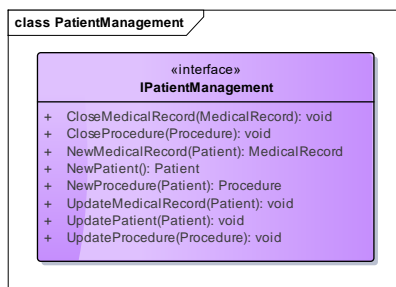 class PatientManagement
«interface»
IPatientManagement
+ CloseMedicalRecord(MedicalRecord): void
+ CloseProcedure(Procedure): void
+ NewMedicalRecord(Patient): MedicalRecord
+ NewPatient(): Patient
+ NewProcedure(Patient): Procedure
+ UpdateMedicalRecord(Patient): void
+ UpdatePatient(Patient): void
+ UpdateProcedure(Procedure): void